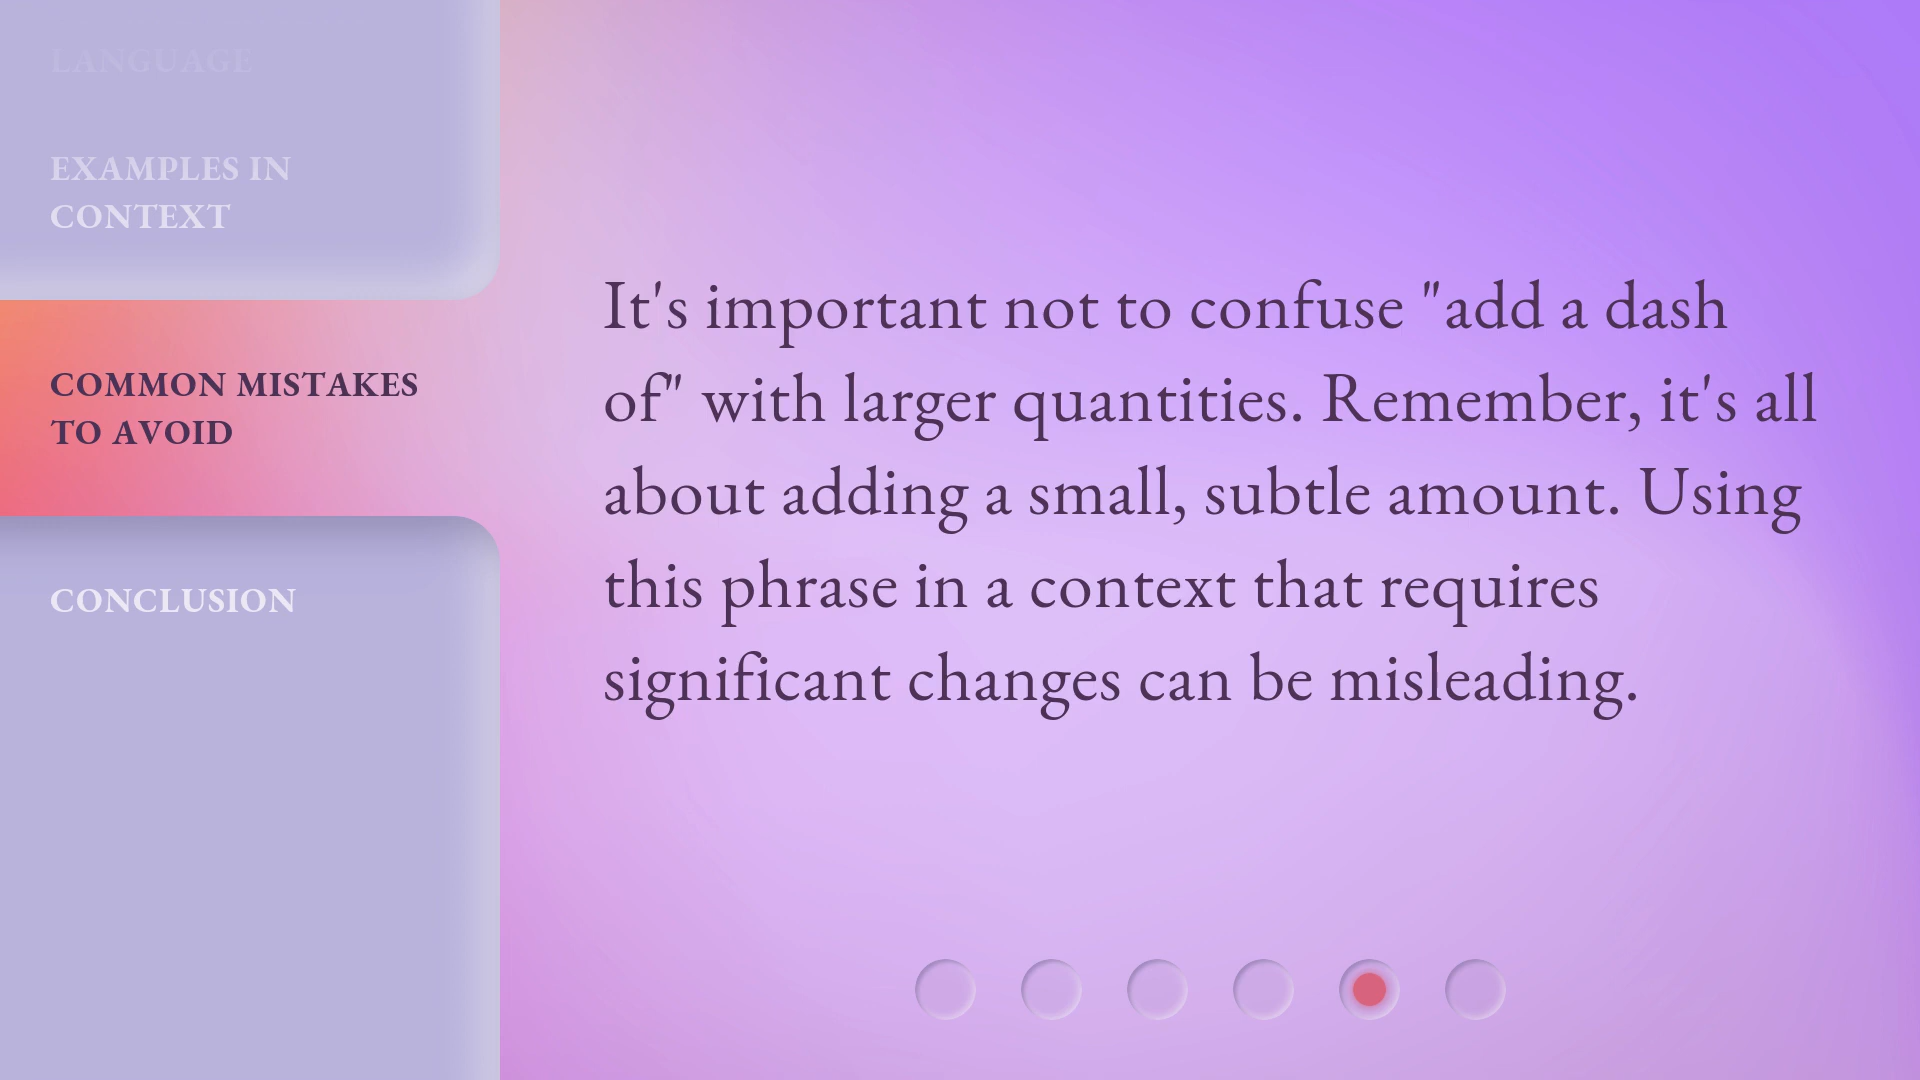 LANGUAGE
EXAMPLES IN
CONTEXT
COMMON MISTAKES
TO AVOID
CONCLUSION
It's important not to confuse "add a dash
of" with larger quantities. Remember, it's all
about adding a small, subtle amount. Using
this phrase in a context that requires
significant changes can be misleading.